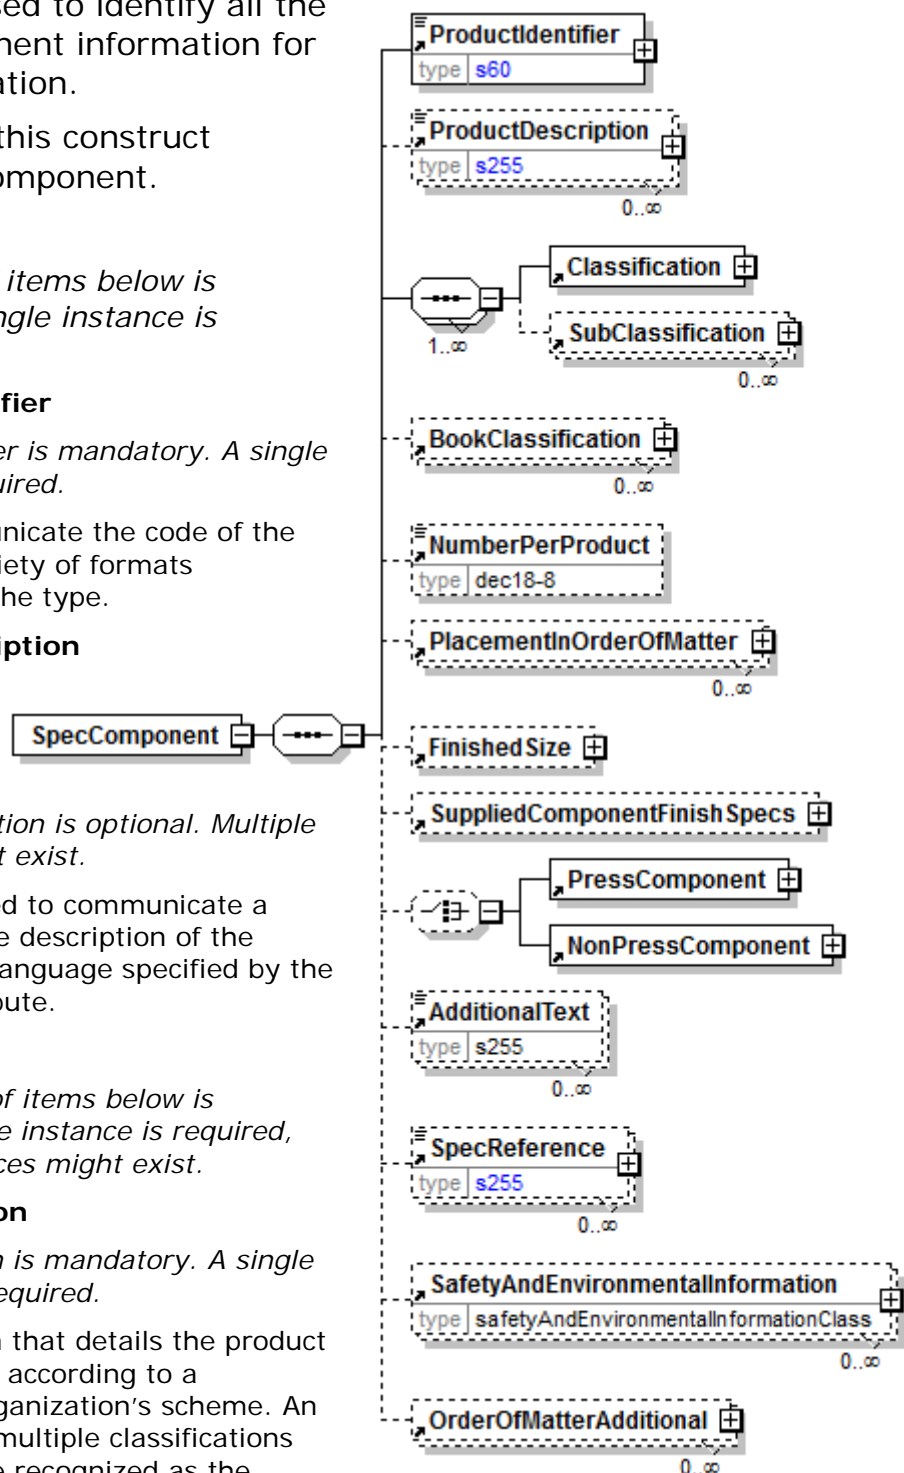 sed to identify all the
nent information for
ation.
this construct
omponent.
items below is
ngle instance is
fier
er is mandatory. A single
uired.
unicate the code of the
iety of formats
he type.
iption
tion is optional. Multiple
t exist.
ed to communicate a
e description of the
language specified by the
bute.
of items below is
e instance is required,
ces might exist.
on
n is mandatory. A single
equired.
n that details the product
according to a
ganization's scheme. An
multiple classifications
e recognized as the
SpecComponent
ProductIdentifier
type s60
ProductDescription
type s255
0..∞
1..∞
Classification
SubClassification
0..∞
BookClassification
0..∞
NumberPerProduct
type dec18-8
PlacementInOrderOfMatter
0..∞
FinishedSize
SuppliedComponentFinishSpecs
PressComponent
NonPressComponent
AdditionalText
type s255
0..∞
SpecReference
type s255
0..∞
SafetyAndEnvironmentalInformation
type safetyAndEnvironmentalInformationClass
0..∞
OrderOfMatterAdditional
0..∞